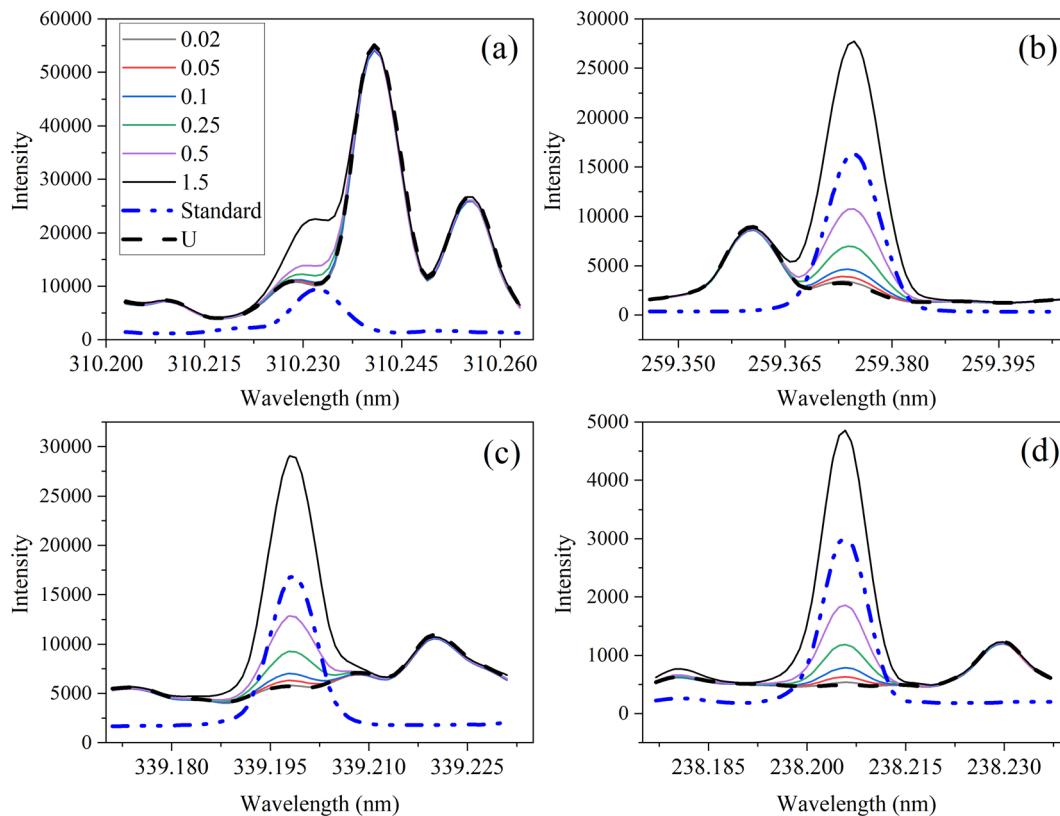 (a)
60000
50000
40000
30000
20000
10000
0
Intensity
0.02
0.05
0.1
0.25
0.5
1.5
Standard
U
310.200 310.215 310.230 310.245 310.260
Wavelength (nm)
(b)
30000
25000
20000
15000
10000
5000
0
Intensity
259.350 259.365 259.380 259.395
Wavelength (nm)
(c)
30000
25000
20000
15000
10000
5000
0
Intensity
339.180 339.195 339.210 339.225
Wavelength (nm)
(d)
5000
4000
3000
2000
1000
0
Intensity
238.185 238.200 238.215 238.230
Wavelength (nm)